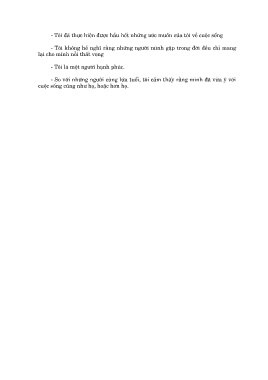 - Tôi đã thực hiện được hầu hết những ước muốn của tôi về cuộc sống
- Tôi không hề nghĩ rằng những người mình gặp trong đời đều chỉ mang
lại cho mình nỗi thất vọng
- Tôi là một người hạnh phúc.
- So với những người cùng lứa tuổi, tôi cảm thấy rằng mình đã vừa ý với
cuộc sống cũng như họ, hoặc hơn họ.